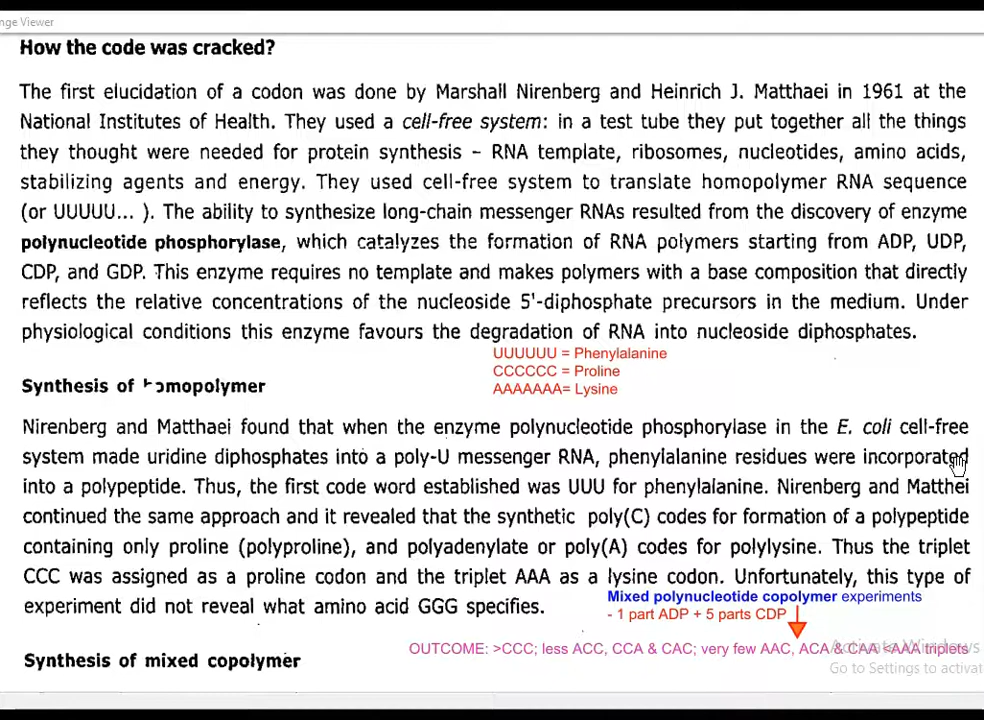 nge Viewer
How the code was cracked?
The first elucidation of a codon was done by Marshall Nirenberg and Heinrich J. Matthaei in 1961 at the
National Institutes of Health. They used a cell-free system: in a test tube they put together all the things
they thought were needed for protein synthesis – RNA template, ribosomes, nucleotides, amino acids,
stabilizing agents and energy. They used cell-free system to translate homopolymer RNA sequence
(or UUUUU... ). The ability to synthesize long-chain messenger RNAs resulted from the discovery of enzyme
polynucleotide phosphorylase, which catalyzes the formation of RNA polymers starting from ADP, UDP,
CDP, and GDP. This enzyme requires no template and makes polymers with a base composition that directly
reflects the relative concentrations of the nucleoside 5'-diphosphate precursors in the medium. Under
physiological conditions this enzyme favours the degradation of RNA into nucleoside diphosphates.
UUUUUU = Phenylalanine
CCCCCC = Proline
AAAAAAA= Lysine
Synthesis of homopolymer
Nirenberg and Matthaei found that when the enzyme polynucleotide phosphorylase in the E. coli cell-free
system made uridine diphosphates into a poly-U messenger RNA, phenylalanine residues were incorporated
into a polypeptide. Thus, the first code word established was UUU for phenylalanine. Nirenberg and Matthei
continued the same approach and it revealed that the synthetic poly(C) codes for formation of a polypeptide
containing only proline (polyproline), and polyadenylate or poly(A) codes for polylysine. Thus the triplet
CCC was assigned as a proline codon and the triplet AAA as a lysine codon. Unfortunately, this type of
experiment did not reveal what amino acid GGG specifies.
Mixed polynucleotide copolymer experiments
- 1 part ADP + 5 parts CDP
OUTCOME: >CCC; less ACC, CCA & CAC; very few AAC, ACA & CAA <AAA triplets
Activate Windows
Go to Settings to activat
Synthesis of mixed copolymer